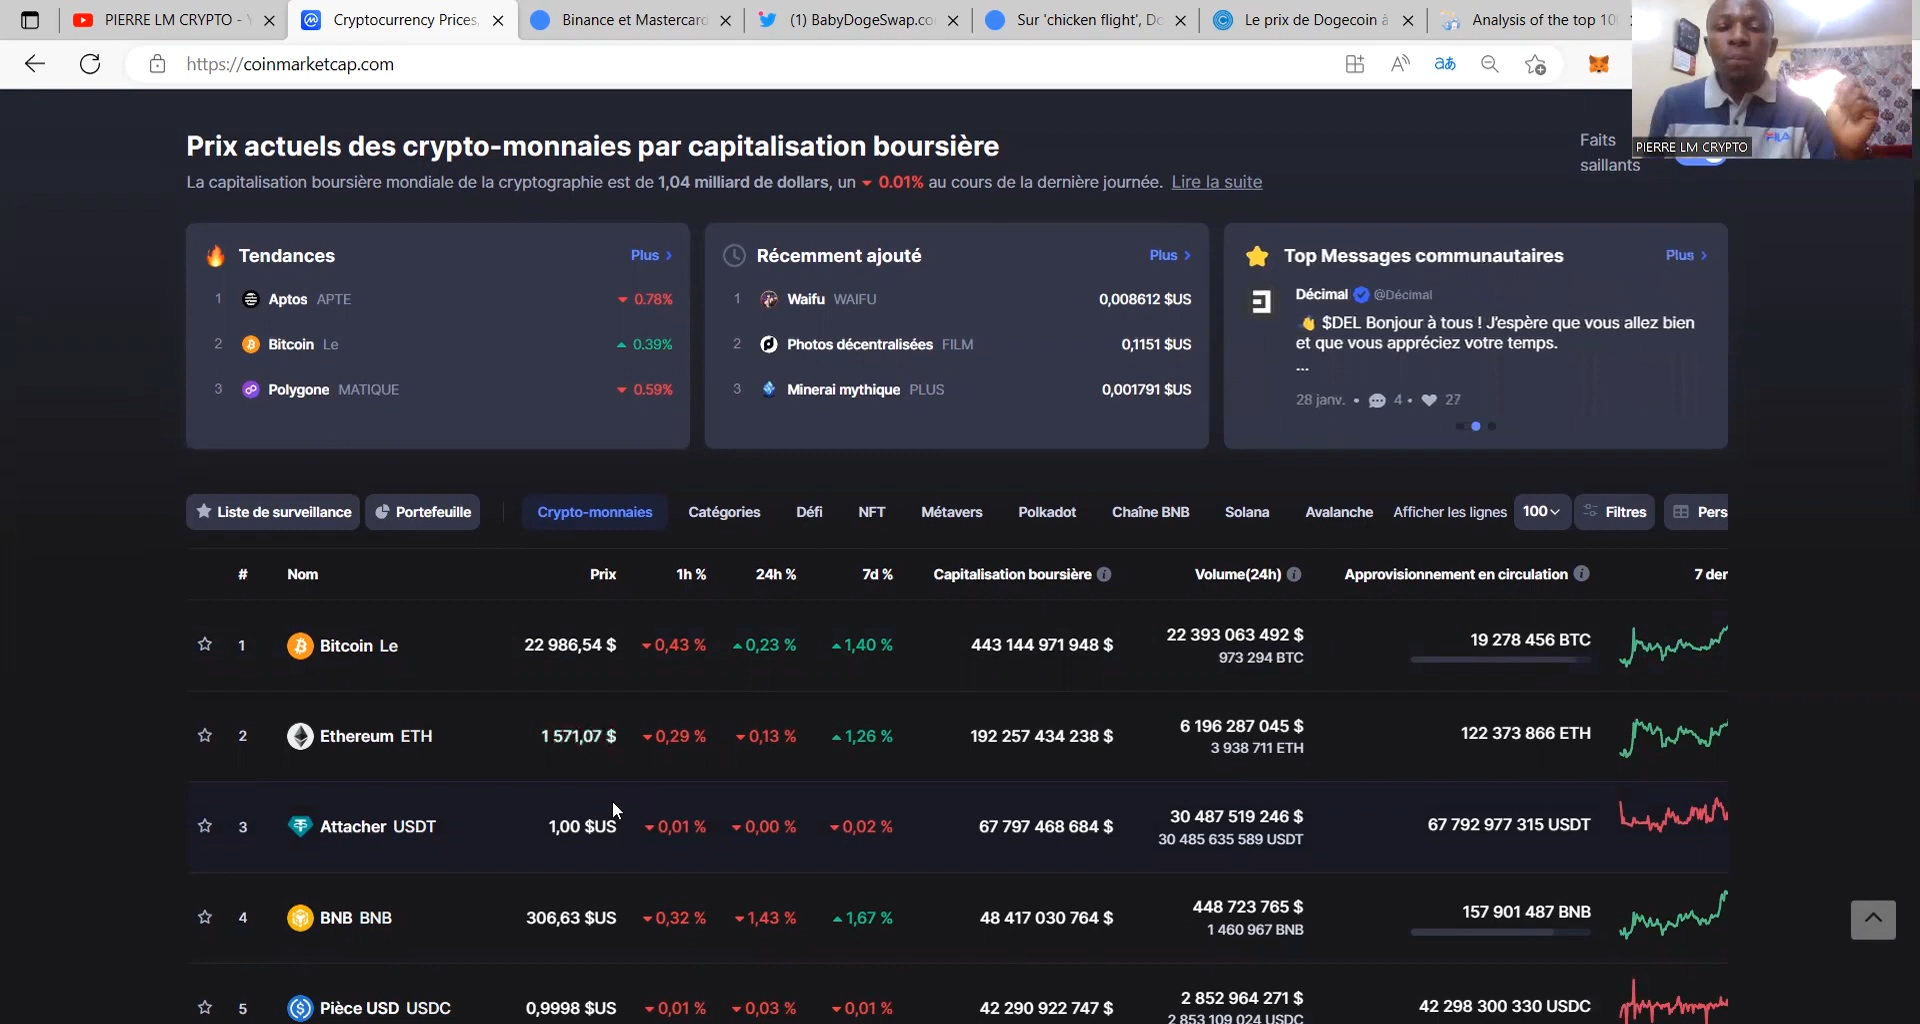 PIERRE LM CRYPTO - Y
Cryptocurrency Prices,
Binance et Mastercard
(1) BabyDogeSwap.co
Sur 'chicken flight', Do
Le prix de Dogecoin à
Analysis of the top 10
https://coinmarketcap.com
aあ
FILA
PIERRE LM CRYPTO
Prix actuels des crypto-monnaies par capitalisation boursière
Faits
saillants
La capitalisation boursière mondiale de la cryptographie est de 1,04 milliard de dollars, un 0.01% au cours de la dernière journée. Lire la suite
Tendances Plus
1 Aptos APTE 0.78%
2 Bitcoin Le 0.39%
3 Polygone MATIQUE 0.59%
Récemment ajouté Plus
1 Waifu WAIFU 0,008612 $US
2 Photos décentralisées FILM 0,1151 $US
3 Minerai mythique PLUS 0,001791 $US
Top Messages communautaires Plus
Décimal @Décimal
👋 $DEL Bonjour à tous ! J'espère que vous allez bien
et que vous appréciez votre temps.
...
28 janv. • 4 • 27
Liste de surveillance Portefeuille Crypto-monnaies Catégories Défi NFT Métavers Polkadot Chaîne BNB Solana Avalanche Afficher les lignes 100 Filtres Pers
# Nom Prix 1h % 24h % 7d % Capitalisation boursière Volume(24h) Approvisionnement en circulation 7 der
1 Bitcoin Le 22 986,54 $ 0,43 % 0,23 % 1,40 % 443 144 971 948 $ 22 393 063 492 $ 19 278 456 BTC
973 294 BTC
2 Ethereum ETH 1 571,07 $ 0,29 % 0,13 % 1,26 % 192 257 434 238 $ 6 196 287 045 $ 122 373 866 ETH
3 938 711 ETH
3 Attacher USDT 1,00 $US 0,01 % 0,00 % 0,02 % 67 797 468 684 $ 30 487 519 246 $ 67 792 977 315 USDT
30 485 635 589 USDT
4 BNB BNB 306,63 $US 0,32 % 1,43 % 1,67 % 48 417 030 764 $ 448 723 765 $ 157 901 487 BNB
1 460 967 BNB
5 Pièce USD USDC 0,9998 $US 0,01 % 0,03 % 0,01 % 42 290 922 747 $ 2 852 964 271 $ 42 298 300 330 USDC
2 853 109 024 USDC